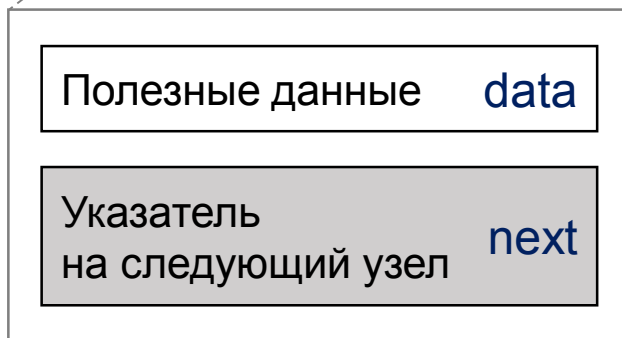 Полезные данные data
Указатель
на следующий узел next